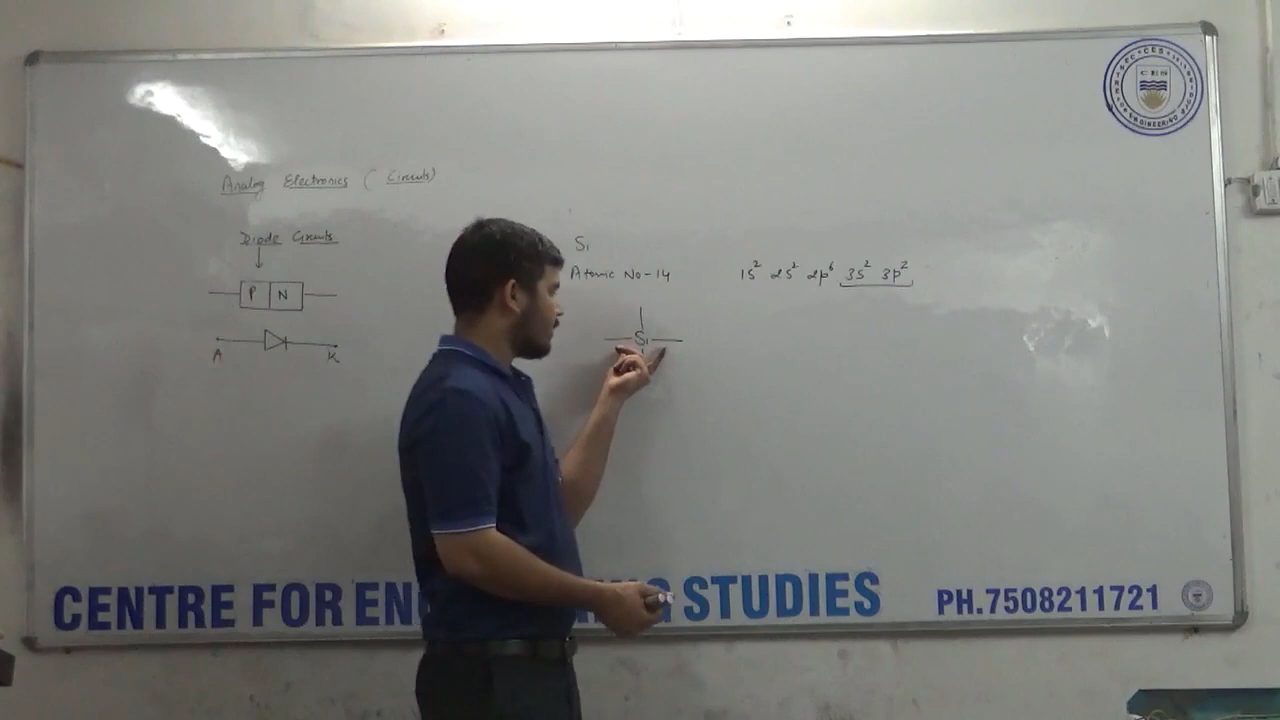 Analog Electronics ( Circuits)
Diode Circuits
P N
A K
Si
Atomic No-14
1s² 2s² 2p⁶ 3s² 3p²
Si
CES
CENTRE FOR EN STUDIES
PH.7508211721